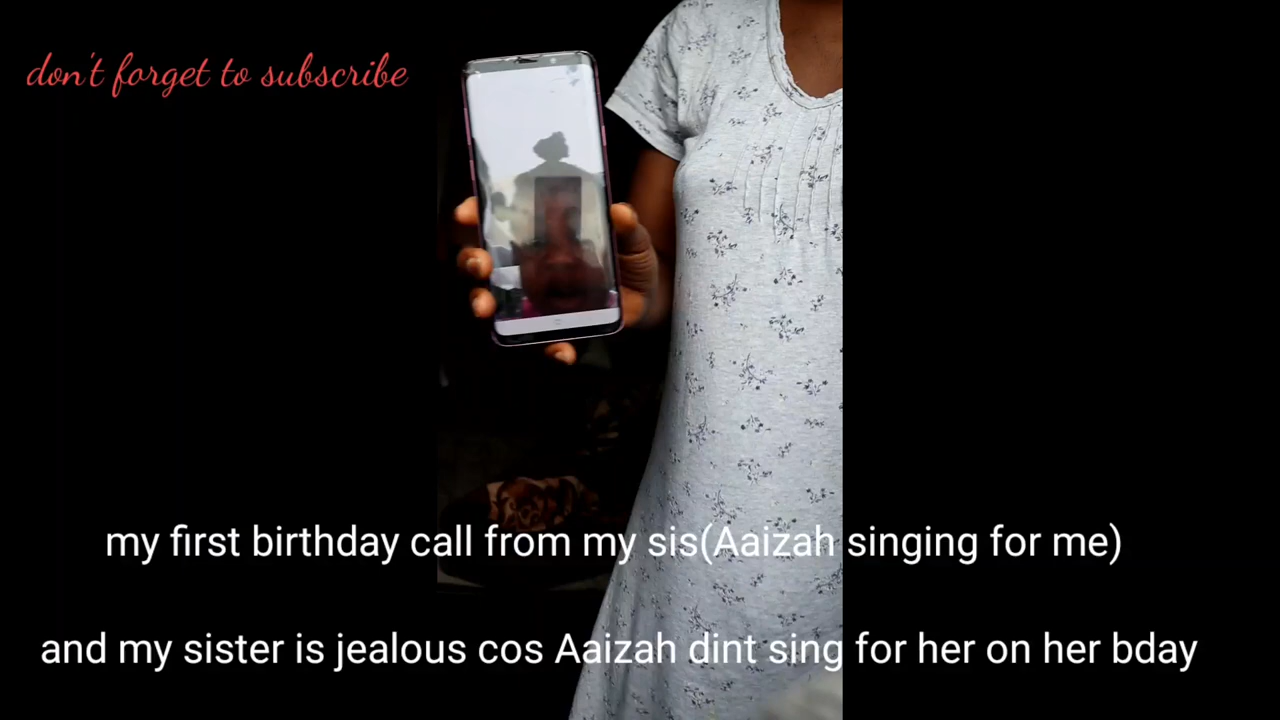 don't forget to subscribe
my first birthday call from my sis(Aaizah singing for me)
and my sister is jealous cos Aaizah dint sing for her on her bday